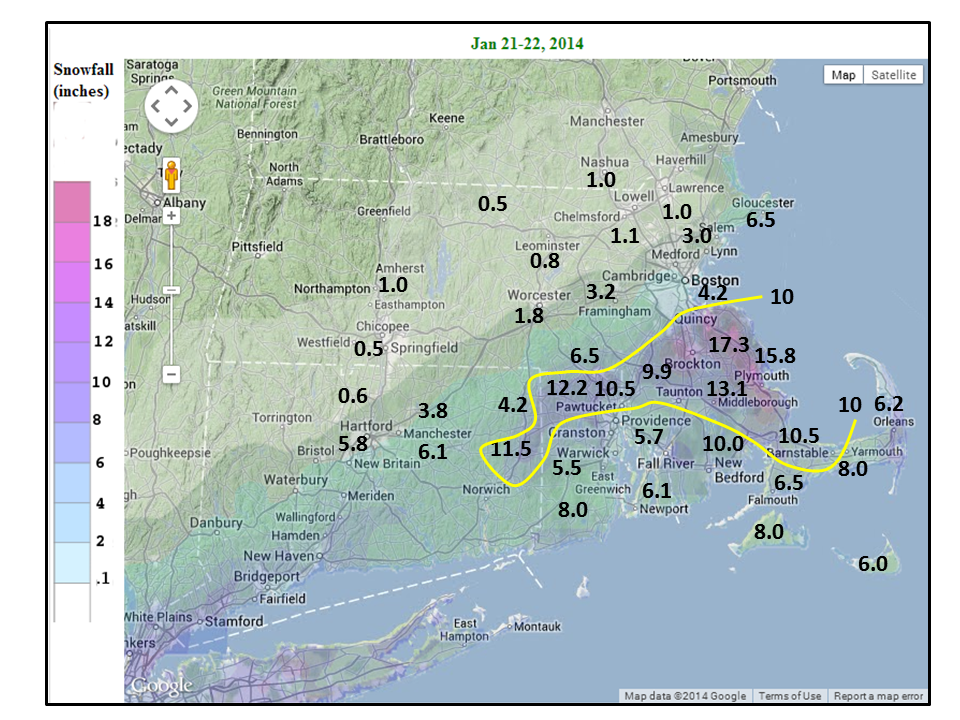 Jan 21-22, 2014
Snowfall
(inches)
18
16
14
12
10
8
6
4
2
.1
Map
Satellite
Saratoga
Springs
Green Mountain
National Forest
Portsmouth
Keene
Manchester
Bennington
Brattleboro
Amesbury
Nashua
1.0
Haverhill
North
Adams
Lawrence
Lowell
Albany
Delmar
Greenfield
0.5
Chelmsford
1.0
Gloucester
6.5
1.1
3.0
Salem
Pittsfield
Leominster
0.8
Medford
Lynn
Amherst
1.0
Northampton
Easthampton
Cambridge
Boston
4.2
10
Hudson
atskill
Worcester
1.8
3.2
Framingham
Quincy
Chicopee
Westfield
0.5
Springfield
6.5
17.3
15.8
Brockton
9.9
Plymouth
0.6
12.2
10.5
Taunton
13.1
Middleborough
Pawtucket
10
6.2
Orleans
Torrington
3.8
4.2
Hartford
Manchester
Providence
Cranston
5.7
10.0
10.5
Poughkeepsie
Bristol
5.8
6.1
11.5
Warwick
5.5
Barnstable
Yarmouth
8.0
New Britain
Fall River
New
Bedford
6.5
Falmouth
Waterbury
Meriden
Norwich
East
Greenwich
6.1
Newport
8.0
Danbury
Wallingford
Hamden
8.0
New Haven
6.0
Bridgeport
Fairfield
White Plains
Stamford
nkers
East
Hampton
Montauk
Google
Map data ©2014 Google
Terms of Use
Report a map error